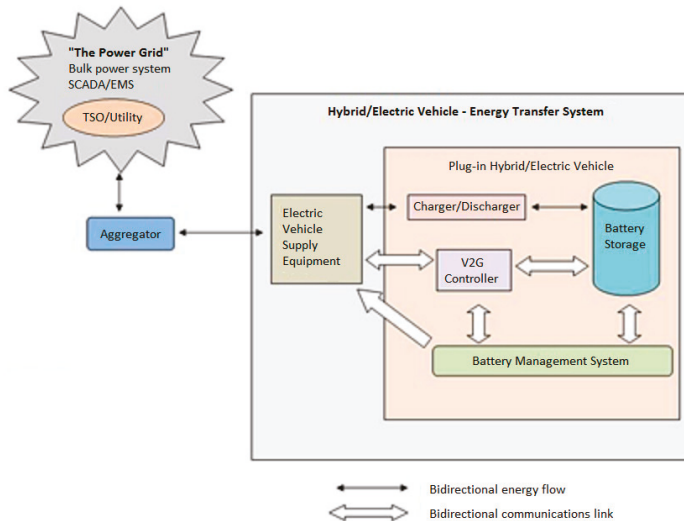 "The Power Grid"
Bulk power system
SCADA/EMS
TSO/Utility
Aggregator
Hybrid/Electric Vehicle - Energy Transfer System
Plug-in Hybrid/Electric Vehicle
Electric
Vehicle
Supply
Equipment
Charger/Discharger
V2G
Controller
Battery
Storage
Battery Management System
Bidirectional energy flow
Bidirectional communications link